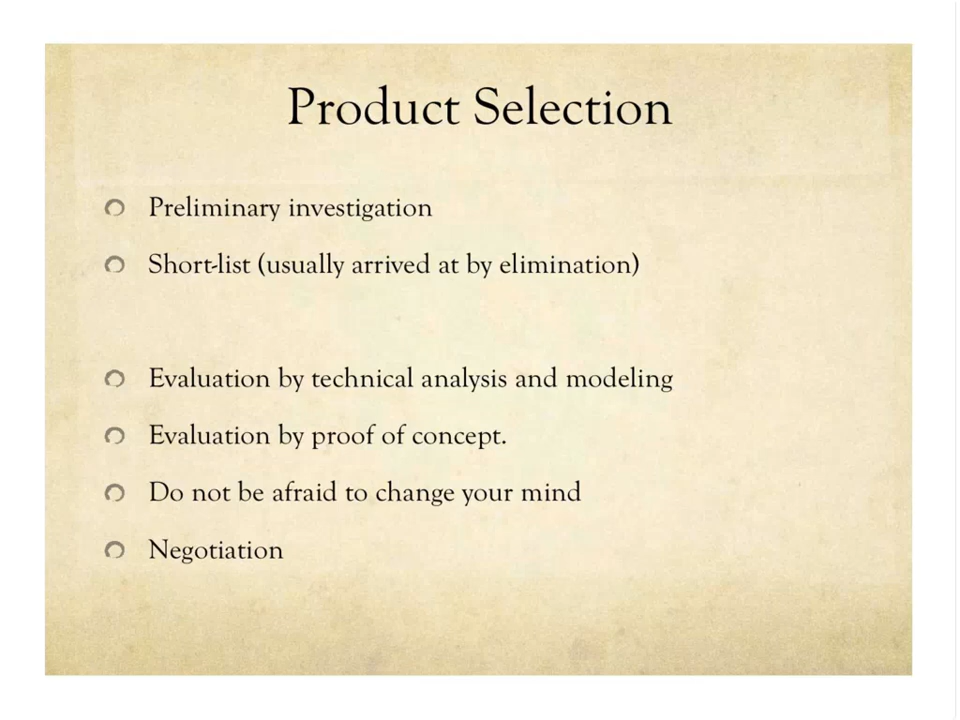 Product Selection
Preliminary investigation
Short-list (usually arrived at by elimination)
Evaluation by technical analysis and modeling
Evaluation by proof of concept.
Do not be afraid to change your mind
Negotiation